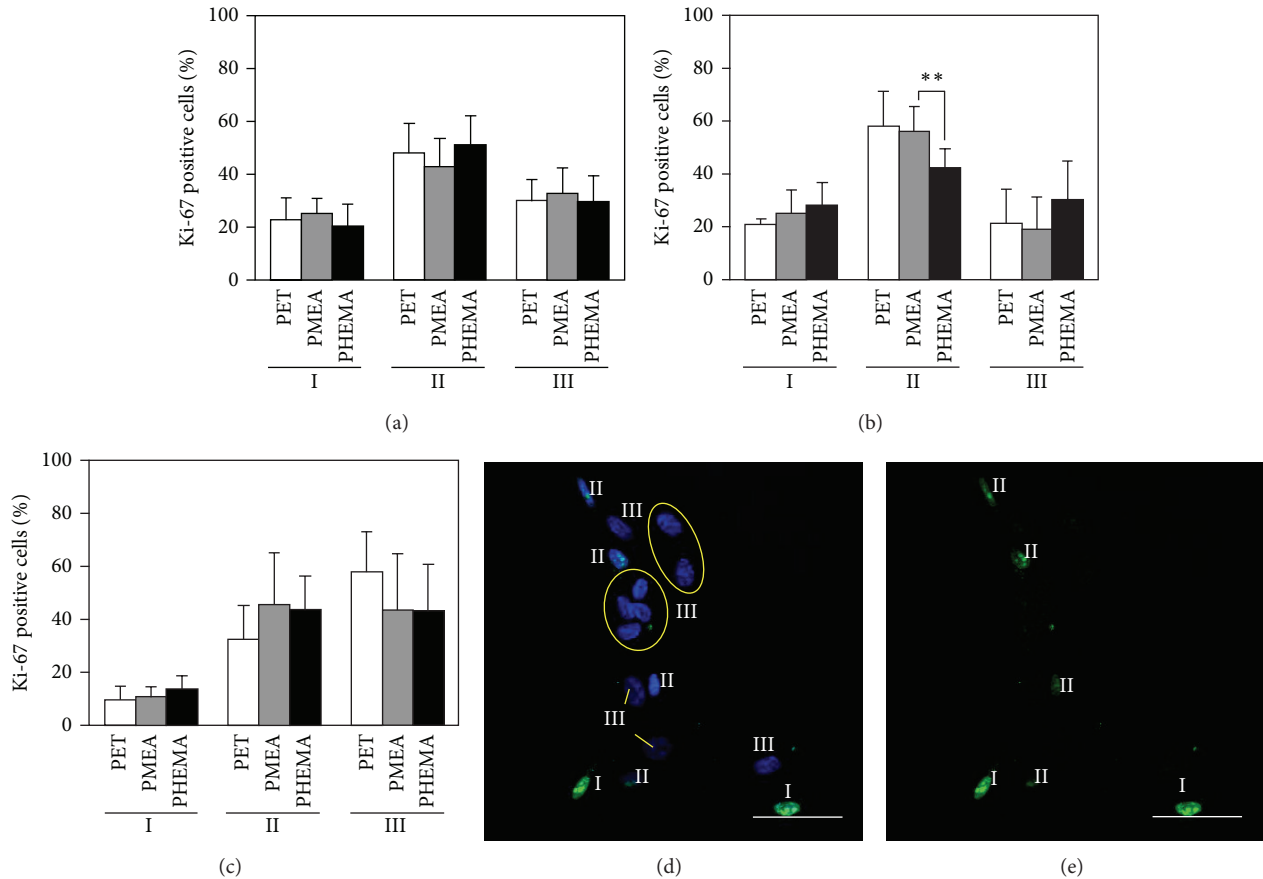 Ki-67 positive cells (%)
100
80
60
40
20
0
PET
PMEA
PHEMA
PET
PMEA
PHEMA
PET
PMEA
PHEMA
I
II
III
(a)
Ki-67 positive cells (%)
100
80
60
40
20
0
**
PET
PMEA
PHEMA
PET
PMEA
PHEMA
PET
PMEA
PHEMA
I
II
III
(b)
Ki-67 positive cells (%)
100
80
60
40
20
0
PET
PMEA
PHEMA
PET
PMEA
PHEMA
PET
PMEA
PHEMA
I
II
III
(c)
II
III
II
III
II
III
III
I
II
I
(d)
II
II
II
I
II
I
(e)